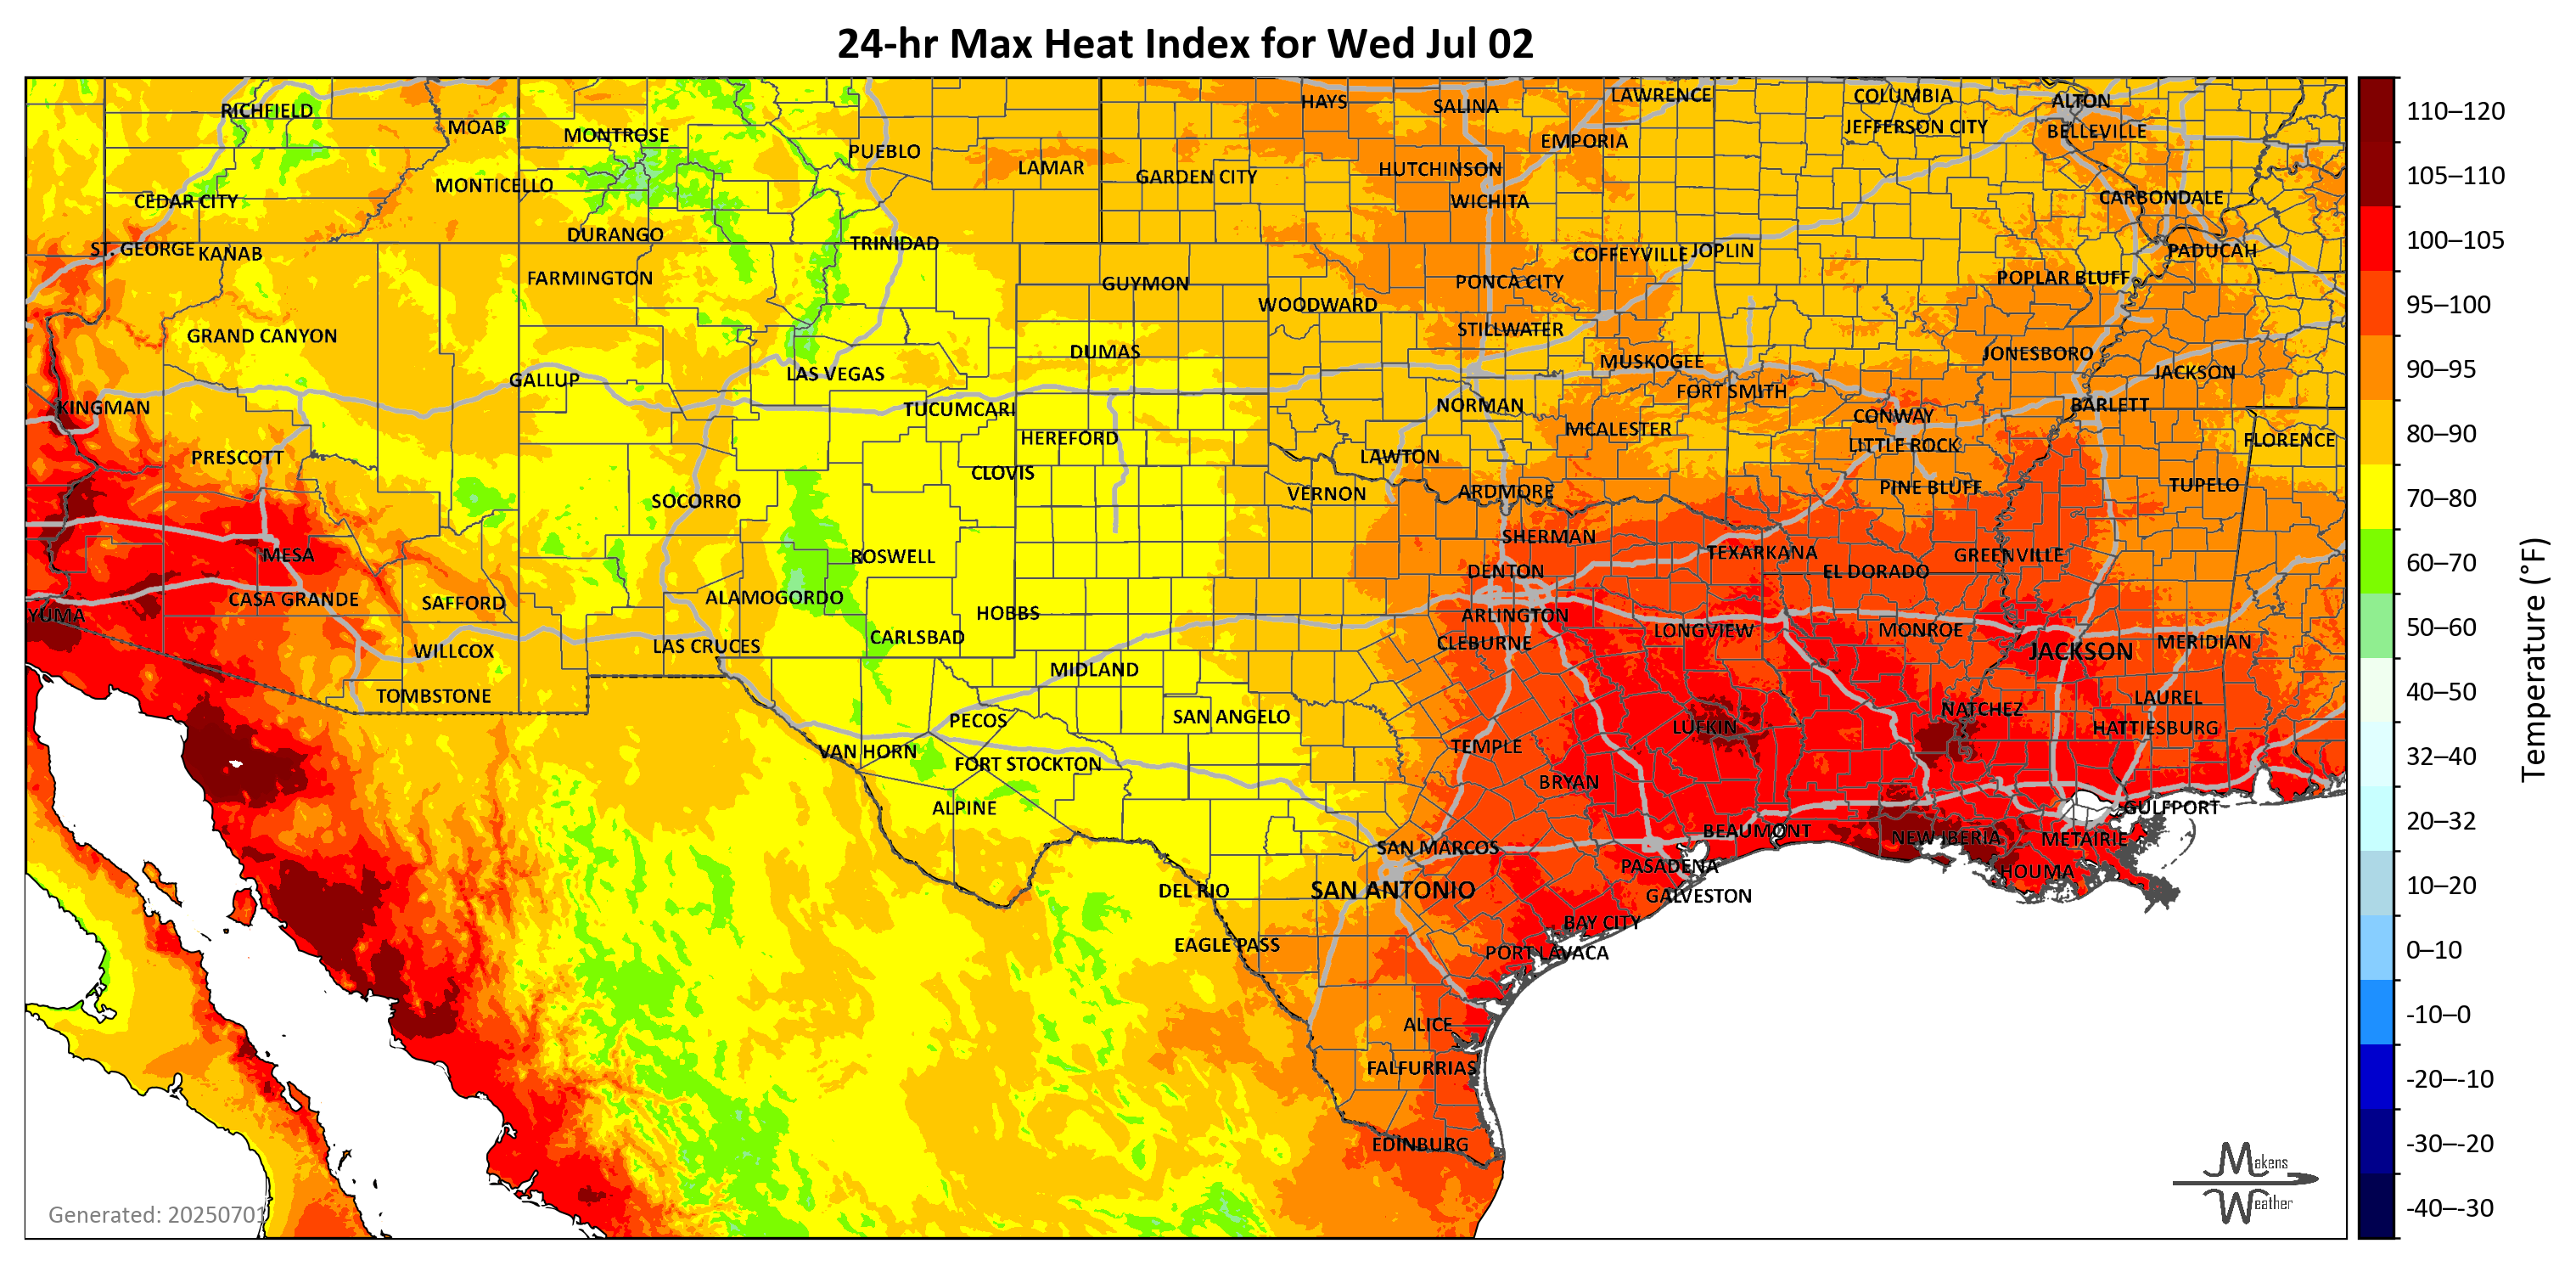 24-hr Max Heat Index for Wed Jul 02
RICHFIELD
MOAB
MONTROSE
PUEBLO
LAMAR
HAYS
SALINA
LAWRENCE
COLUMBIA
ALTON
JEFFERSON CITY
BELLEVILLE
EMPORIA
GARDEN CITY
HUTCHINSON
WICHITA
CEDAR CITY
MONTICELLO
CARBONDALE
ST. GEORGE
KANAB
DURANGO
TRINIDAD
COFFEYVILLE
JOPLIN
PADUCAH
FARMINGTON
GUYMON
PONCA CITY
POPLAR BLUFF
WOODWARD
GRAND CANYON
STILLWATER
DUMAS
MUSKOGEE
JONESBORO
GALLUP
LAS VEGAS
FORT SMITH
JACKSON
KINGMAN
TUCUMCARI
NORMAN
CONWAY
BARLETT
HEREFORD
MCALESTER
LITTLE ROCK
FLORENCE
PRESCOTT
CLOVIS
LAWTON
SOCORRO
VERNON
ARDMORE
PINE BLUFF
TUPELO
SHERMAN
MESA
ROSWELL
TEXARKANA
GREENVILLE
DENTON
EL DORADO
CASA GRANDE
SAFFORD
ALAMOGORDO
HOBBS
YUMA
ARLINGTON
CARLSBAD
CLEBURNE
LONGVIEW
MONROE
MERIDIAN
WILLCOX
LAS CRUCES
JACKSON
MIDLAND
TOMBSTONE
LAUREL
PECOS
SAN ANGELO
LUFKIN
NATCHEZ
HATTIESBURG
VAN HORN
FORT STOCKTON
TEMPLE
BRYAN
ALPINE
GULFPORT
BEAUMONT
NEW IBERIA
METAIRIE
SAN MARCOS
PASADENA
HOUMA
DEL RIO
SAN ANTONIO
GALVESTON
BAY CITY
EAGLE PASS
PORT LAVACA
ALICE
FALFURRIAS
EDINBURG
Generated: 20250701
Makens
Weather
110–120
105–110
100–105
95–100
90–95
80–90
70–80
60–70
50–60
40–50
32–40
20–32
10–20
0–10
-10–0
-20–-10
-30–-20
-40–-30
Temperature (°F)